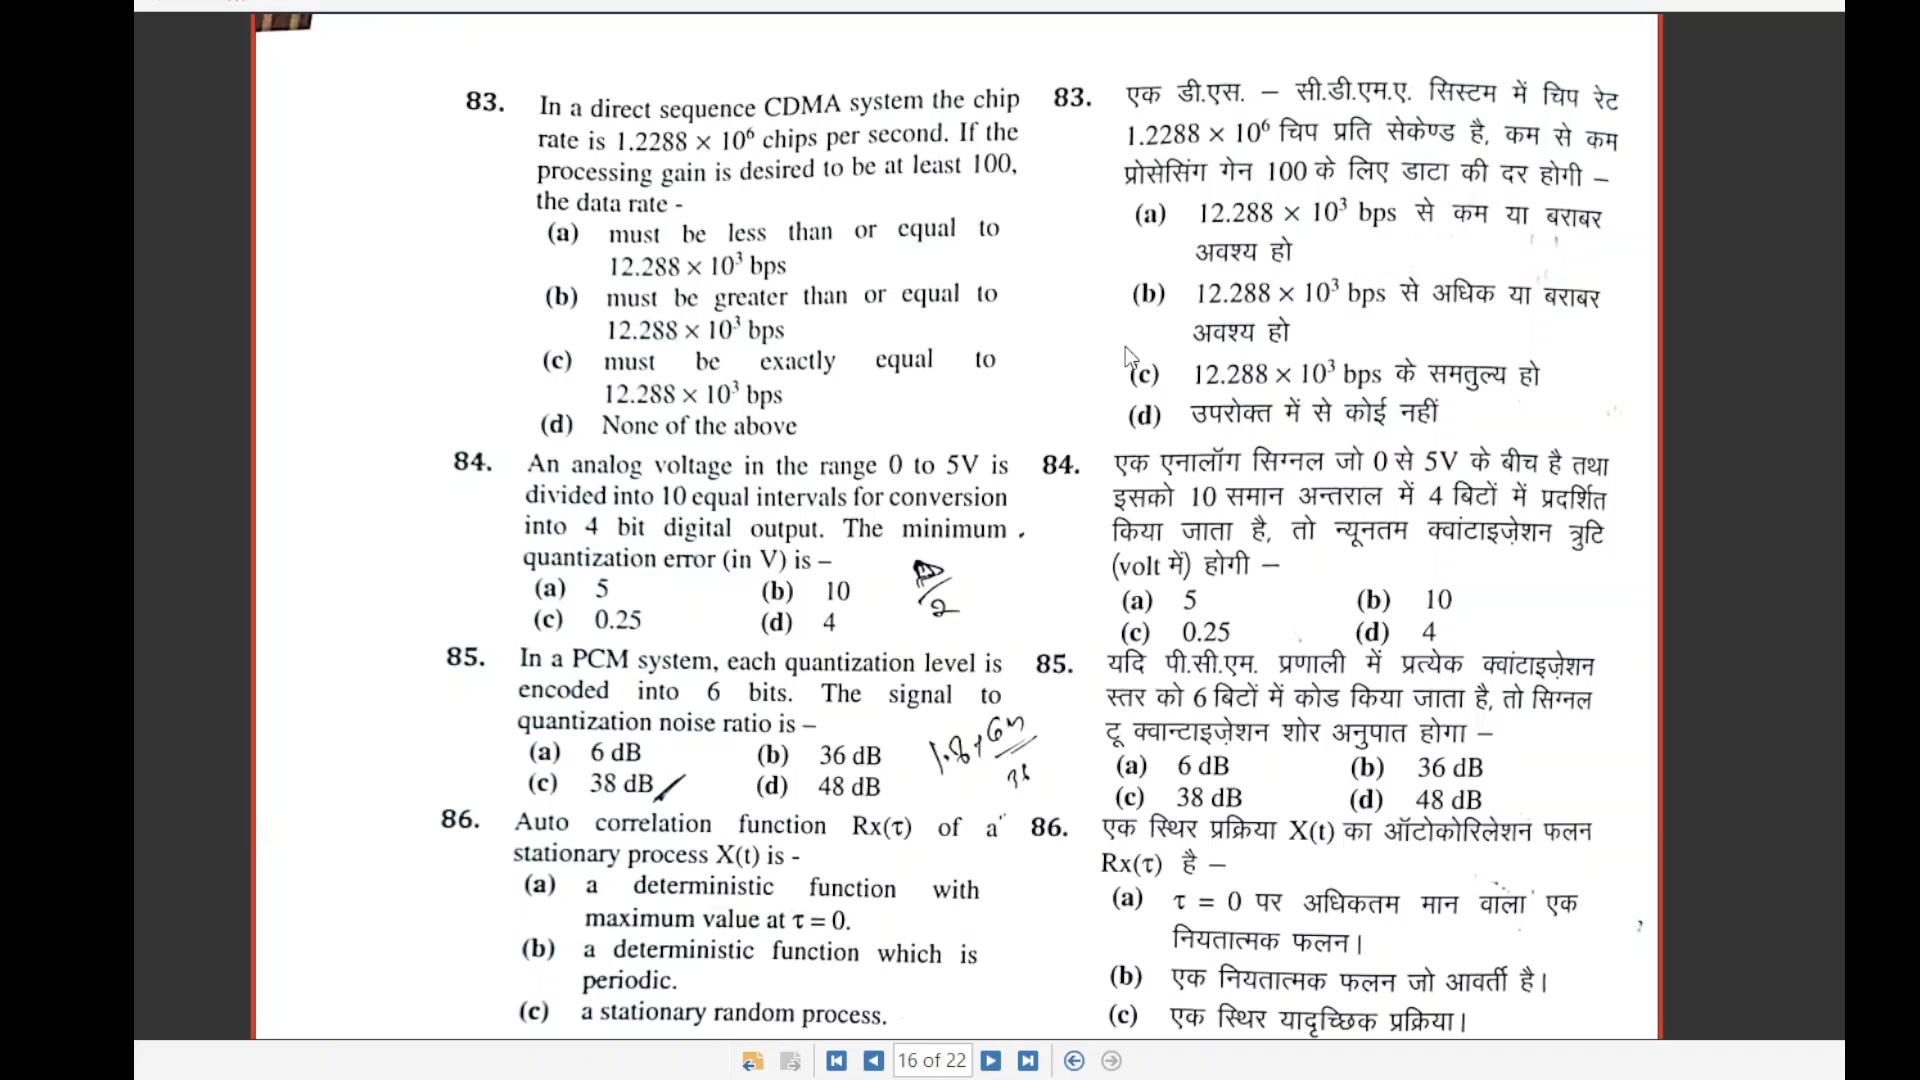 83. In a direct sequence CDMA system the chip
rate is 1.2288 × 10⁶ chips per second. If the
processing gain is desired to be at least 100,
the data rate -
(a) must be less than or equal to
12.288 × 10³ bps
(b) must be greater than or equal to
12.288 × 10³ bps
(c) must be exactly equal to
12.288 × 10³ bps
(d) None of the above
84. An analog voltage in the range 0 to 5V is
divided into 10 equal intervals for conversion
into 4 bit digital output. The minimum
quantization error (in V) is –
(a) 5 (b) 10
(c) 0.25 (d) 4
85. In a PCM system, each quantization level is
encoded into 6 bits. The signal to
quantization noise ratio is –
(a) 6 dB (b) 36 dB
(c) 38 dB (d) 48 dB
86. Auto correlation function Rx(τ) of a
stationary process X(t) is -
(a) a deterministic function with
maximum value at τ = 0.
(b) a deterministic function which is
periodic.
(c) a stationary random process.
83. एक डी.एस. – सी.डी.एम.ए. सिस्टम में चिप रेट
1.2288 × 10⁶ चिप प्रति सेकेण्ड है, कम से कम
प्रोसेसिंग गेन 100 के लिए डाटा की दर होगी –
(a) 12.288 × 10³ bps से कम या बराबर
अवश्य हो
(b) 12.288 × 10³ bps से अधिक या बराबर
अवश्य हो
(c) 12.288 × 10³ bps के समतुल्य हो
(d) उपरोक्त में से कोई नहीं
84. एक एनालॉग सिग्नल जो 0 से 5V के बीच है तथा
इसको 10 समान अन्तराल में 4 बिटों में प्रदर्शित
किया जाता है, तो न्यूनतम क्वांटाइज़ेशन त्रुटि
(volt में) होगी –
(a) 5 (b) 10
(c) 0.25 (d) 4
85. यदि पी.सी.एम. प्रणाली में प्रत्येक क्वांटाइज़ेशन
स्तर को 6 बिटों में कोड किया जाता है, तो सिग्नल
टू क्वान्टाइज़ेशन शोर अनुपात होगा –
(a) 6 dB (b) 36 dB
(c) 38 dB (d) 48 dB
86. एक स्थिर प्रक्रिया X(t) का ऑटोकोरिलेशन फलन
Rx(τ) है –
(a) τ = 0 पर अधिकतम मान वाला एक
नियतात्मक फलन।
(b) एक नियतात्मक फलन जो आवर्ती है।
(c) एक स्थिर यादृच्छिक प्रक्रिया।
16 of 22